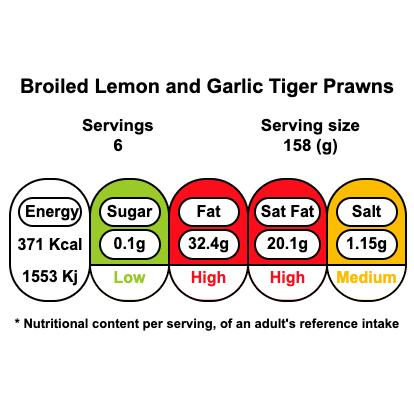 Broiled Lemon and Garlic Tiger Prawns
Servings
6
Serving size
158 (g)
Energy
371 Kcal
1553 Kj
Sugar
0.1g
Low
Fat
32.4g
High
Sat Fat
20.1g
High
Salt
1.15g
Medium
* Nutritional content per serving, of an adult's reference intake